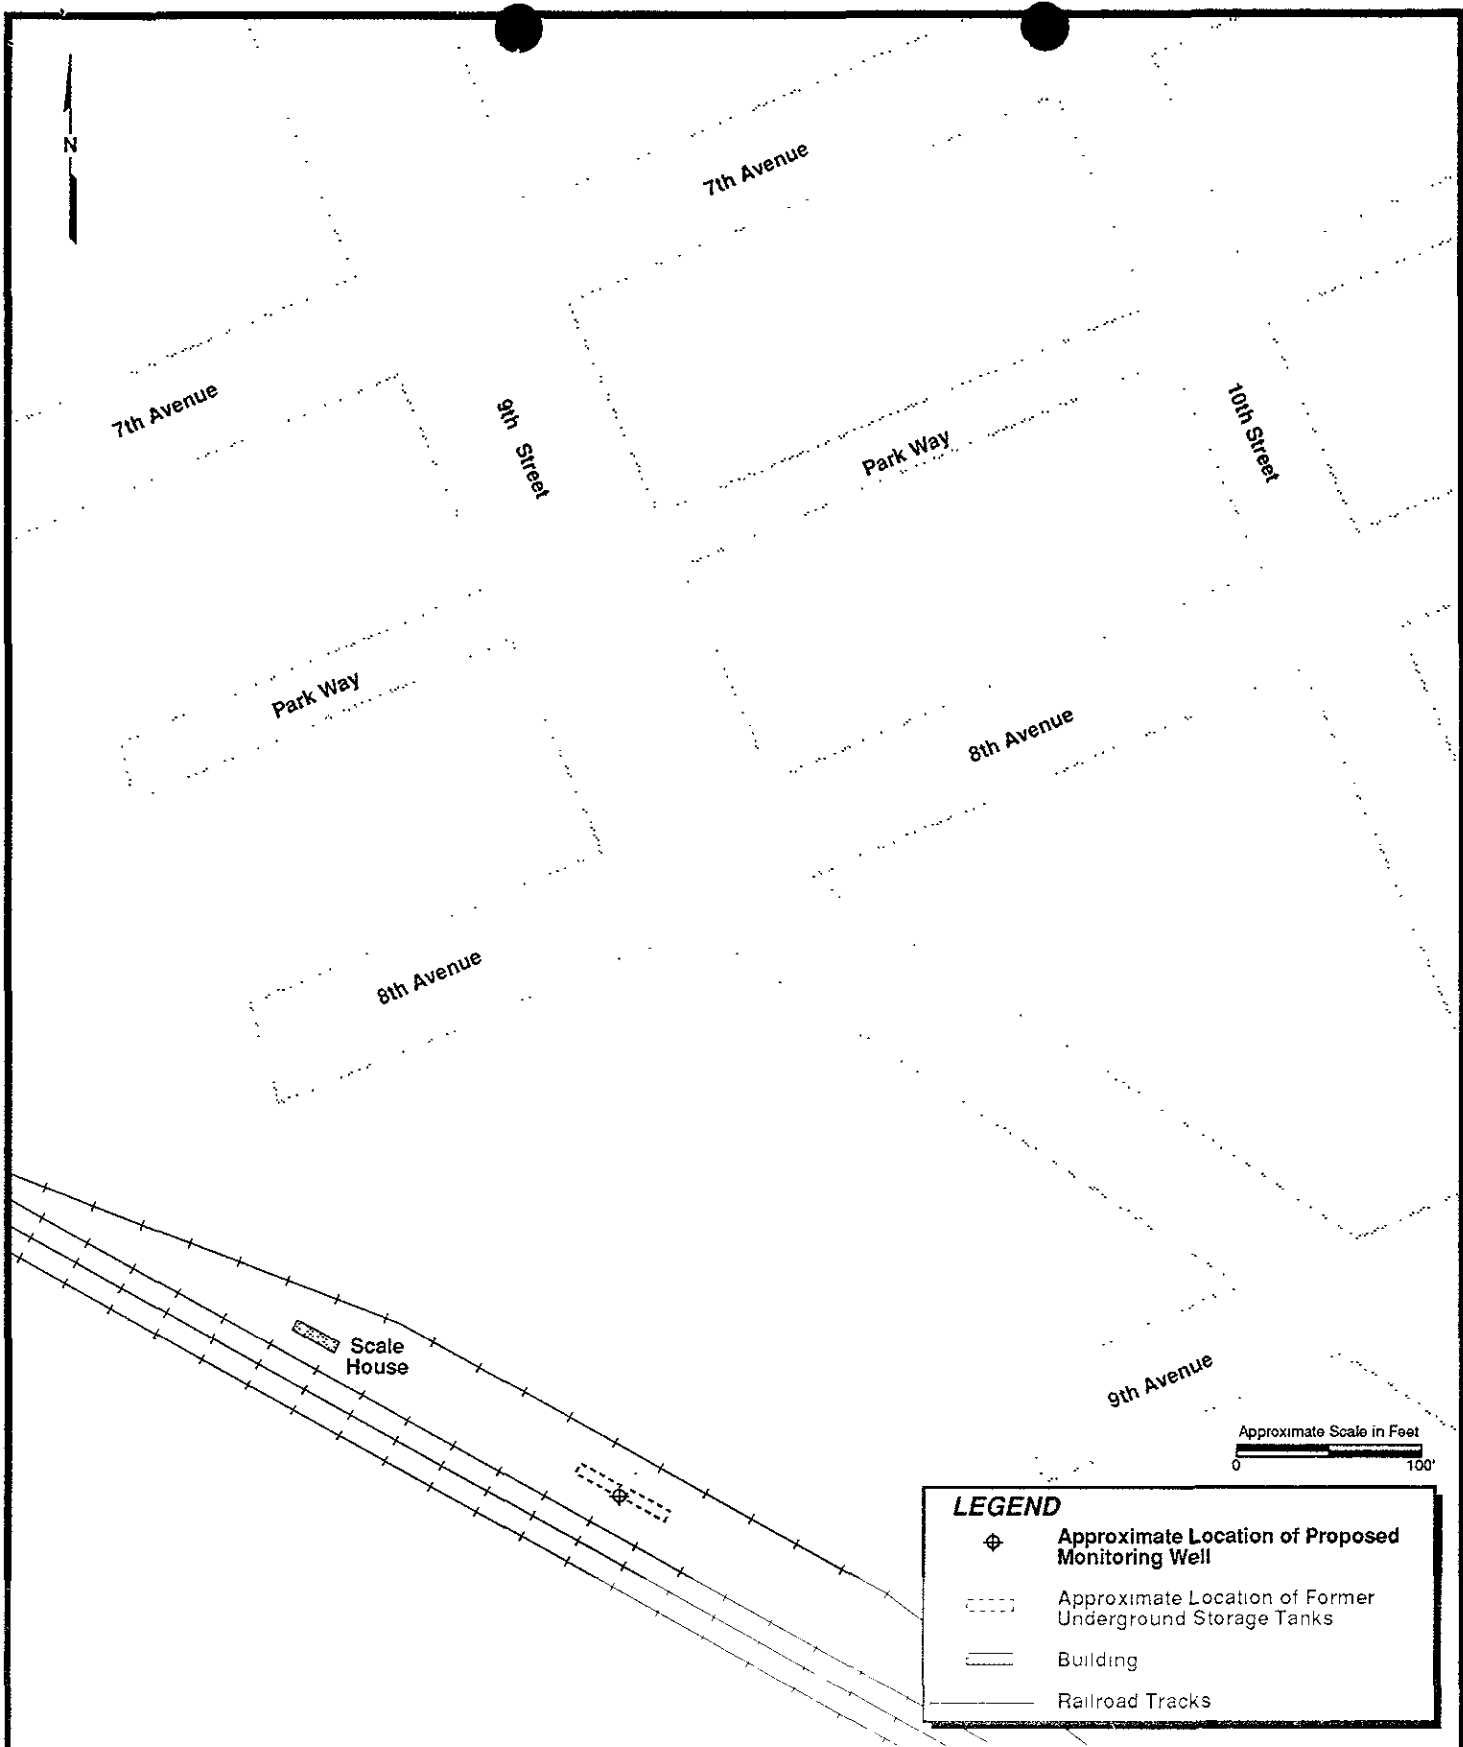 N
7th Avenue
7th Avenue
9th Street
Park Way
10th Street
Park Way
8th Avenue
8th Avenue
Scale
House
9th Avenue
Approximate Scale in Feet
0 100'
LEGEND
Approximate Location of Proposed
Monitoring Well
Approximate Location of Former
Underground Storage Tanks
Building
Railroad Tracks